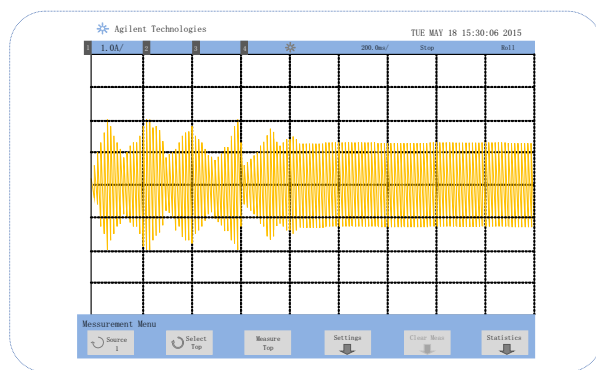 Agilent Technologies
TUE MAY 18 15:30:06 2015
1 1.0A/ 2 3 4 200.0ms/ Stop Roll
Measurement Menu
Source
1
Select
Top
Measure
Top
Settings
Clear Meas
Statistics